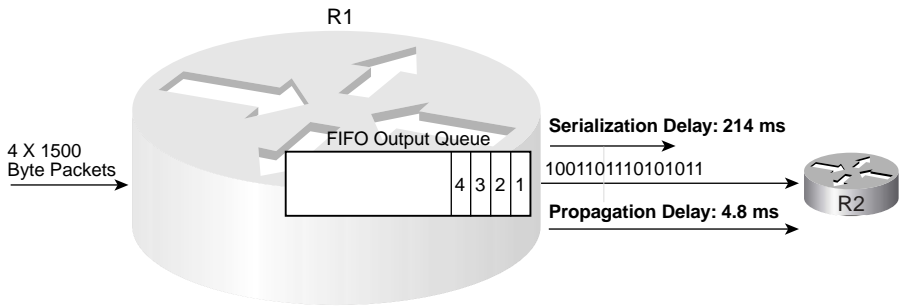 R1
4 X 1500
Byte Packets
FIFO Output Queue
4 3 2 1
Serialization Delay: 214 ms
1001101110101011
Propagation Delay: 4.8 ms
R2